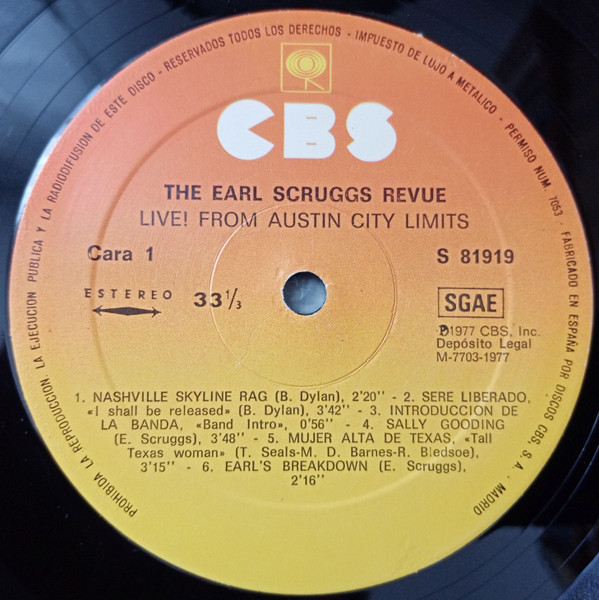 PROHIBIDA LA REPRODUCCION, LA EJECUCION PUBLICA Y LA RADIODIFUSION DE ESTE DISCO - RESERVADOS TODOS LOS DERECHOS - IMPUESTO DE LUJO A METALICO - PERMISO NUM. 7053 - FABRICADO EN ESPAÑA POR DISCOS CBS, S. A. - MADRID
CBS
THE EARL SCRUGGS REVUE
LIVE! FROM AUSTIN CITY LIMITS
Cara 1
S 81919
ESTEREO 33 1/3
SGAE
℗1977 CBS, Inc.
Depósito Legal
M-7703-1977
1. NASHVILLE SKYLINE RAG (B. Dylan), 2'20'' - 2. SERE LIBERADO,
«I shall be released» (B. Dylan), 3'42'' - 3. INTRODUCCION DE
LA BANDA, «Band Intro», 0'56'' - 4. SALLY GOODING
(E. Scruggs), 3'48'' - 5. MUJER ALTA DE TEXAS, «Tall
Texas woman» (T. Seals-M. D. Barnes-R. Bledsoe),
3'15'' - 6. EARL'S BREAKDOWN (E. Scruggs),
2'16''